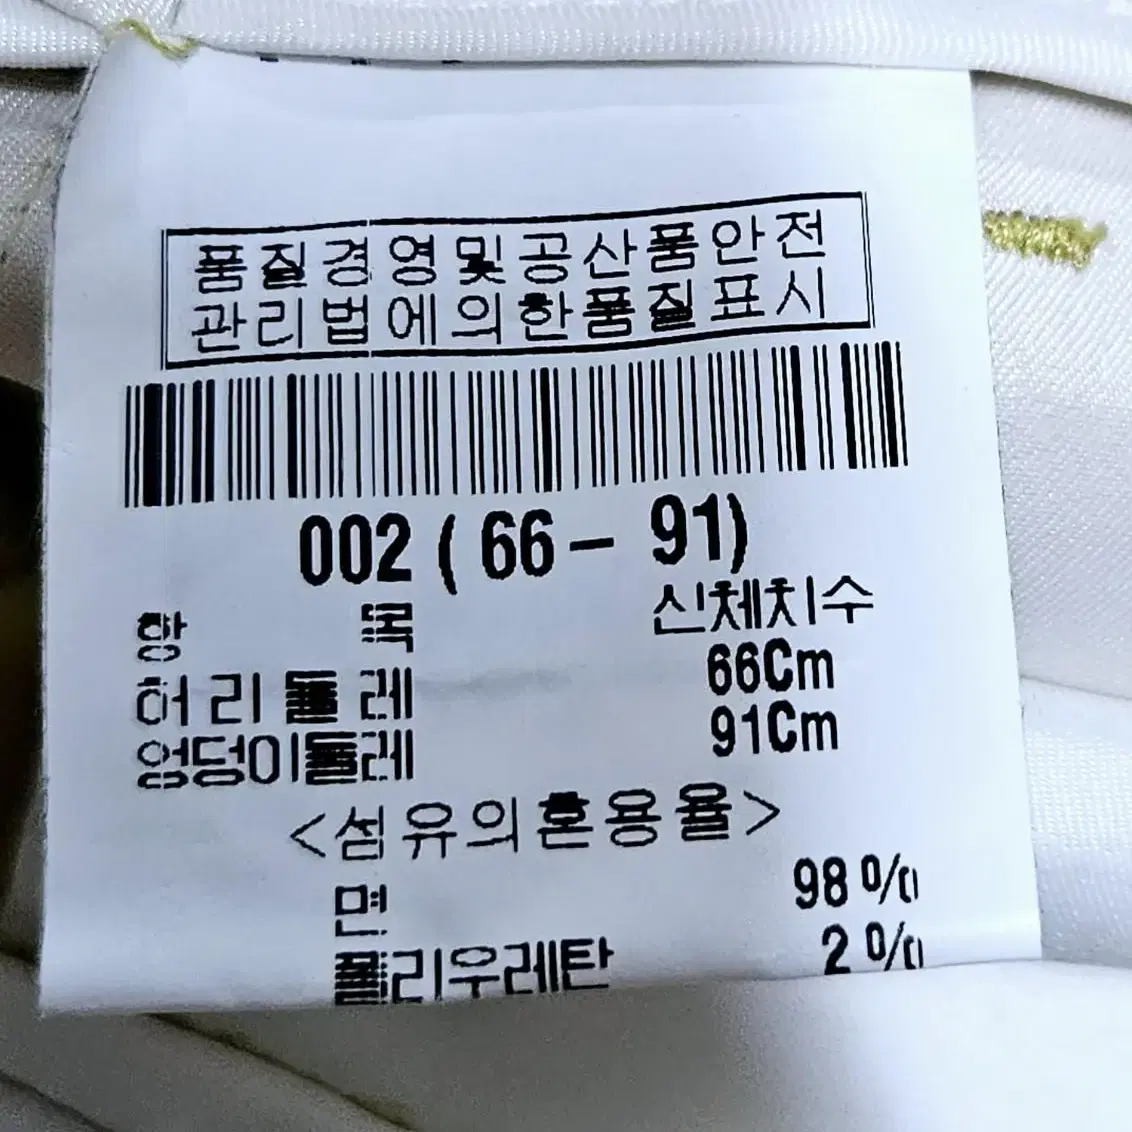 품질경영및공산품안전
관리법에의한품질표시
002 ( 66 - 91)
항 목 신체치수
허리둘레 66Cm
엉덩이둘레 91Cm
<섬유의혼용율>
면 98%
폴리우레탄 2%